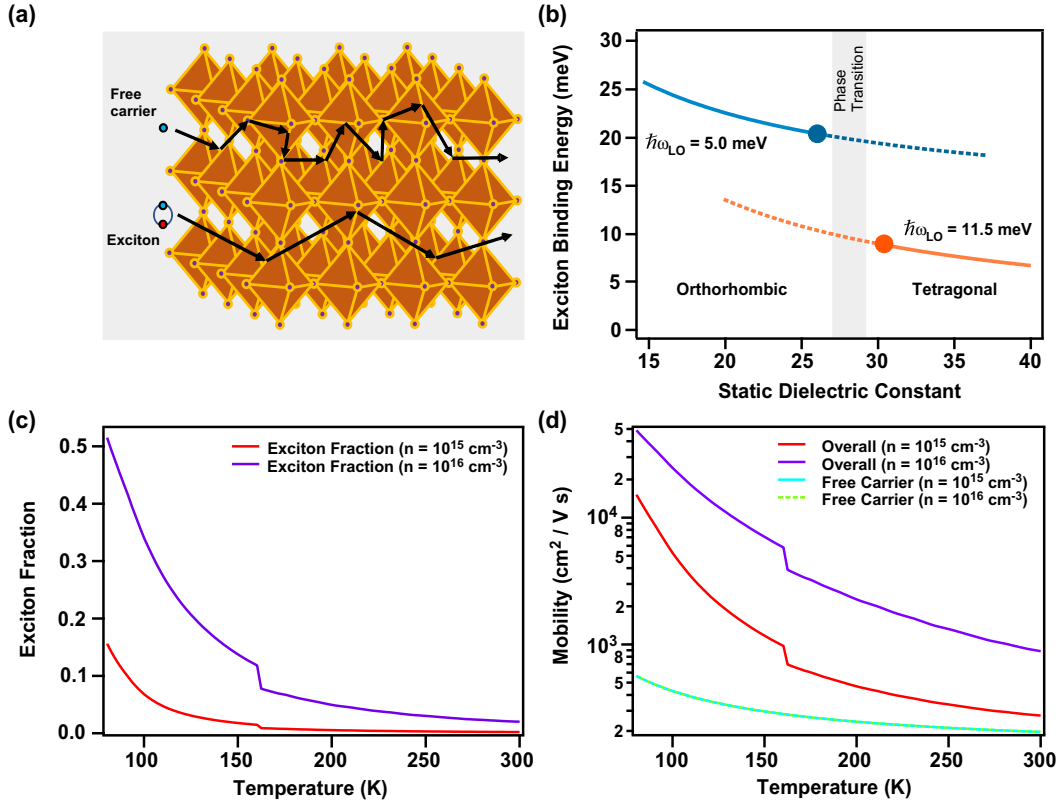 (a)
Free
carrier
Exciton
(b)
Exciton Binding Energy (meV)
30
25
20
15
10
5
0
ℏω_LO = 5.0 meV
Phase
Transition
ℏω_LO = 11.5 meV
Orthorhombic
Tetragonal
15
20
25
30
35
40
Static Dielectric Constant
(c)
Exciton Fraction
0.5
0.4
0.3
0.2
0.1
0.0
Exciton Fraction (n = 10^15 cm^-3)
Exciton Fraction (n = 10^16 cm^-3)
100
150
200
250
300
Temperature (K)
(d)
Mobility (cm^2 / V s)
5
2
10^4
8
5
2
10^3
8
5
4
3
2
Overall (n = 10^15 cm^-3)
Overall (n = 10^16 cm^-3)
Free Carrier (n = 10^15 cm^-3)
Free Carrier (n = 10^16 cm^-3)
100
150
200
250
300
Temperature (K)